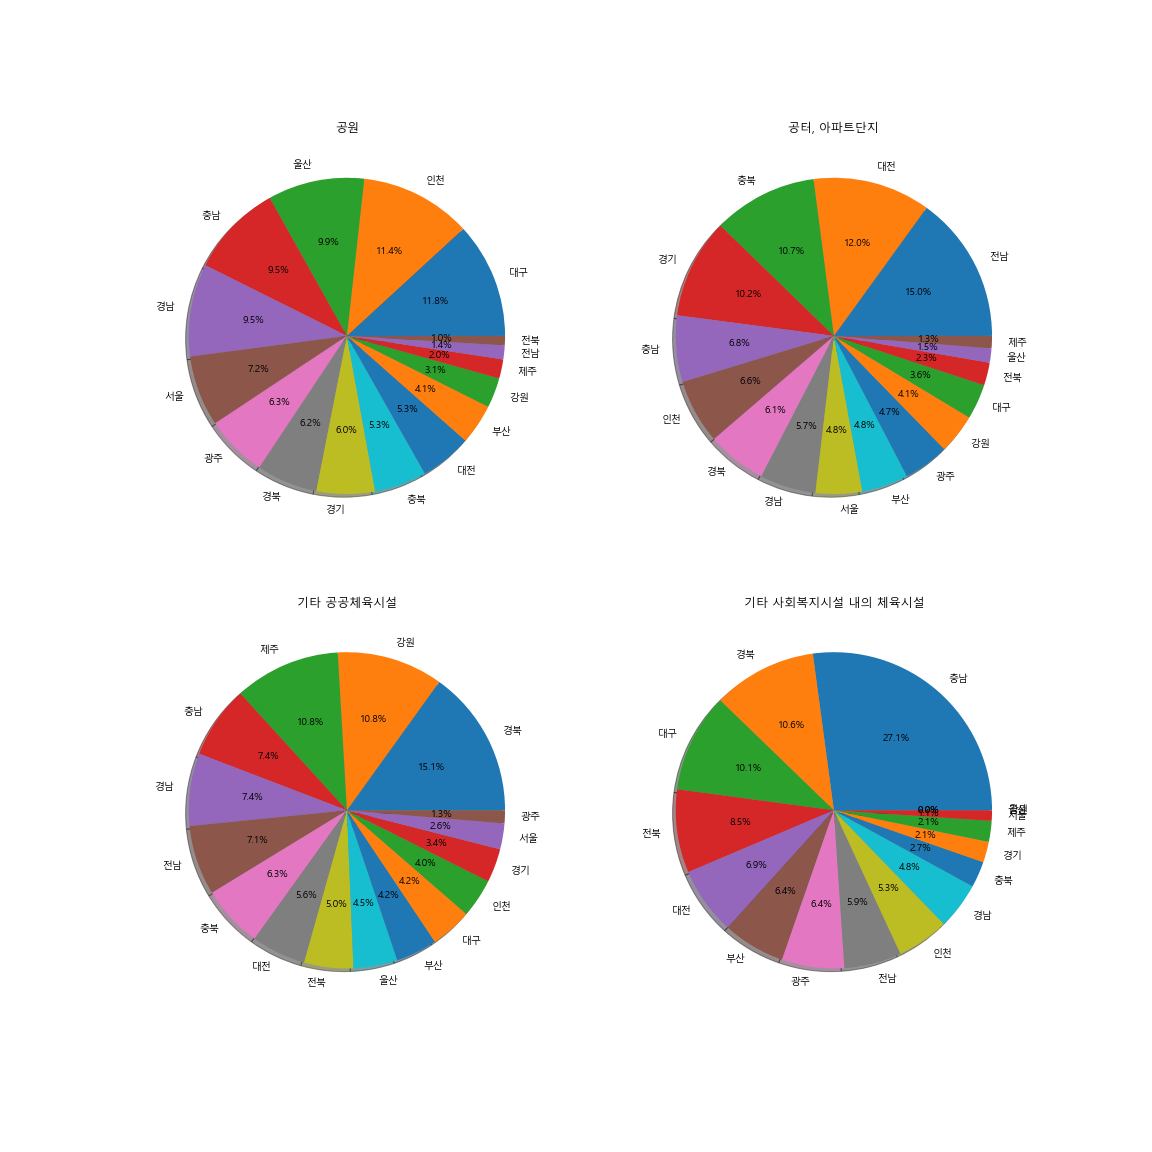 공원
대구
인천
울산
충남
경남
서울
광주
경북
경기
충북
대전
부산
강원
제주
전남
전북
11.8%
11.4%
9.9%
9.5%
9.5%
7.2%
6.3%
6.2%
6.0%
5.3%
5.3%
4.1%
3.1%
2.0%
1.4%
1.0%
공터, 아파트단지
전남
대전
충북
경기
충남
인천
경북
경남
서울
부산
광주
강원
대구
전북
울산
제주
15.0%
12.0%
10.7%
10.2%
6.8%
6.6%
6.1%
5.7%
4.8%
4.8%
4.7%
4.1%
3.6%
2.3%
1.5%
1.3%
기타 공공체육시설
경북
강원
제주
충남
경남
전남
충북
대전
전북
울산
부산
대구
인천
경기
서울
광주
15.1%
10.8%
10.8%
7.4%
7.4%
7.1%
6.3%
5.6%
5.0%
4.5%
4.2%
4.2%
4.0%
3.4%
2.6%
1.3%
기타 사회복지시설 내의 체육시설
충남
경북
대구
전북
대전
부산
광주
전남
인천
경남
충북
경기
제주
서울
27.1%
10.6%
10.1%
8.5%
6.9%
6.4%
6.4%
5.9%
5.3%
4.8%
2.7%
2.1%
2.1%
0.0%